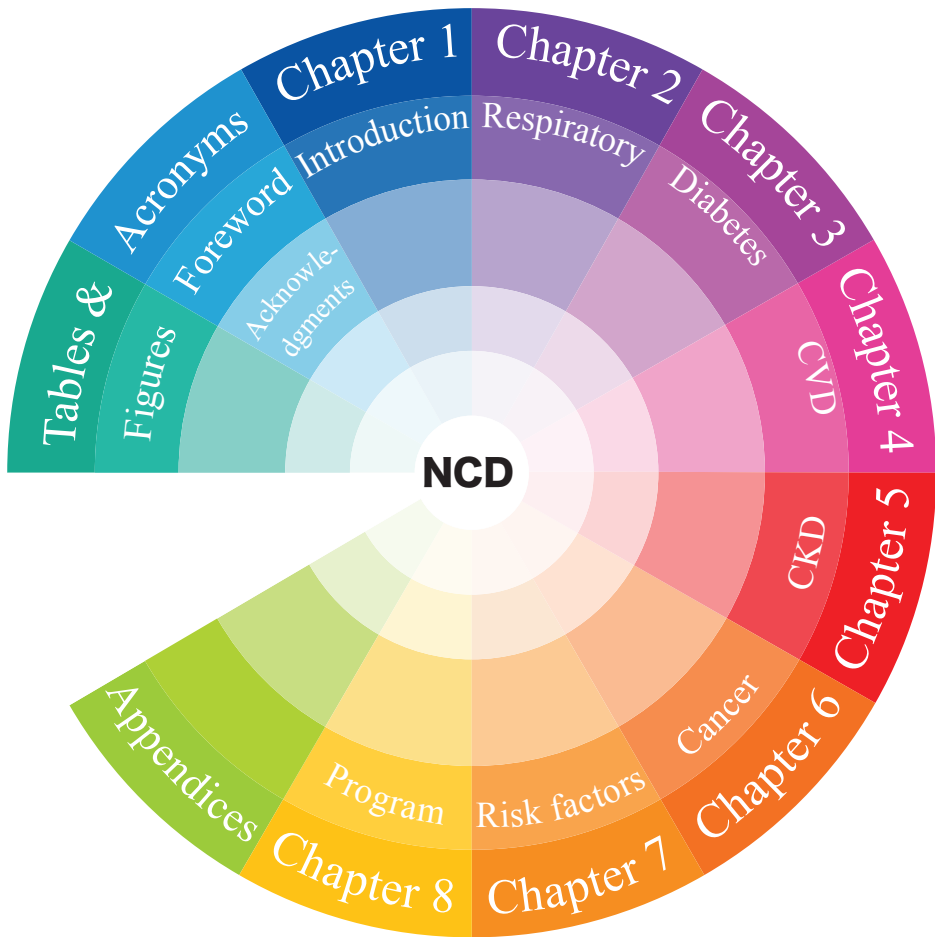 Tables &
Figures
Acronyms
Foreword
Acknowle-
dgments
Chapter 1
Introduction
Chapter 2
Respiratory
Chapter 3
Diabetes
Chapter 4
CVD
Chapter 5
CKD
Chapter 6
Cancer
Chapter 7
Risk factors
Chapter 8
Program
Appendices
NCD